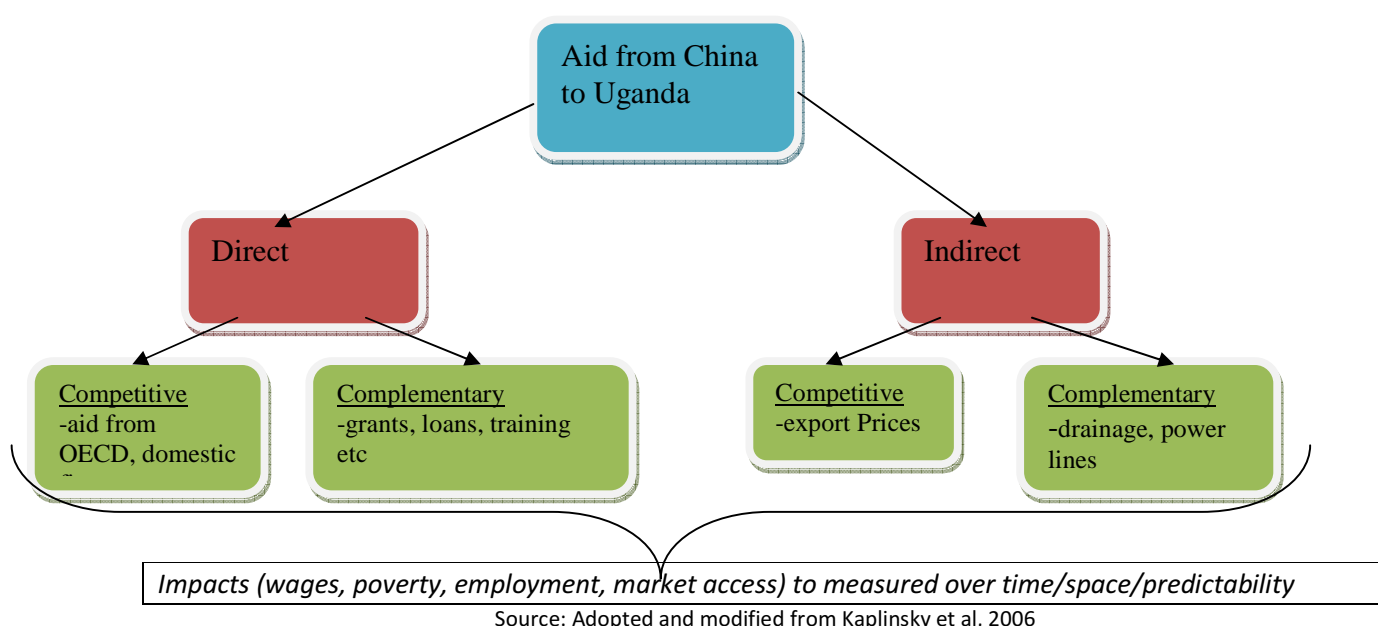 Aid from China
to Uganda
Direct
Indirect
Competitive
-aid from
OECD, domestic
Complementary
-grants, loans, training
etc
Competitive
-export Prices
Complementary
-drainage, power
lines
Impacts (wages, poverty, employment, market access) to measured over time/space/predictability
Source: Adopted and modified from Kaplinsky et al. 2006